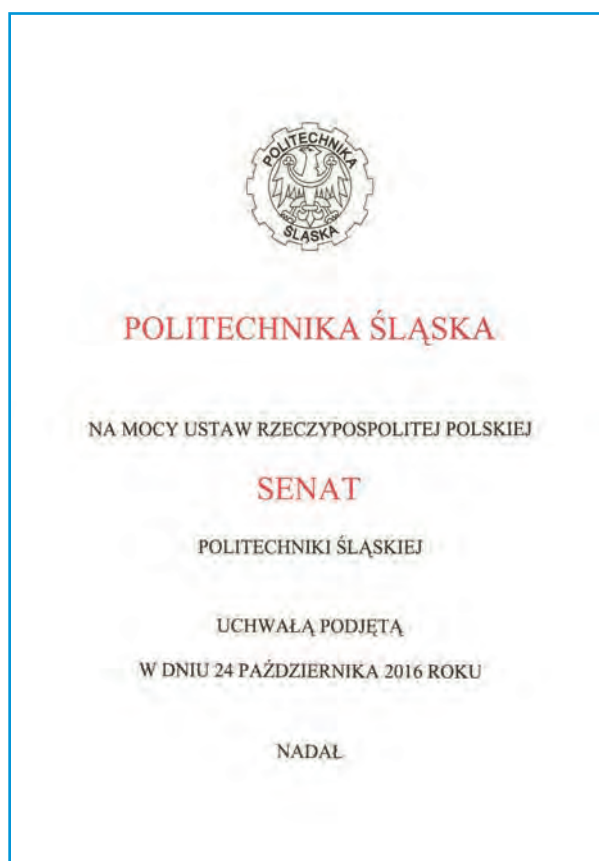 POLITECHNIKA
ŚLĄSKA
POLITECHNIKA ŚLĄSKA
NA MOCY USTAW RZECZYPOSPOLITEJ POLSKIEJ
SENAT
POLITECHNIKI ŚLĄSKIEJ
UCHWAŁĄ PODJĘTĄ
W DNIU 24 PAŹDZIERNIKA 2016 ROKU
NADAŁ